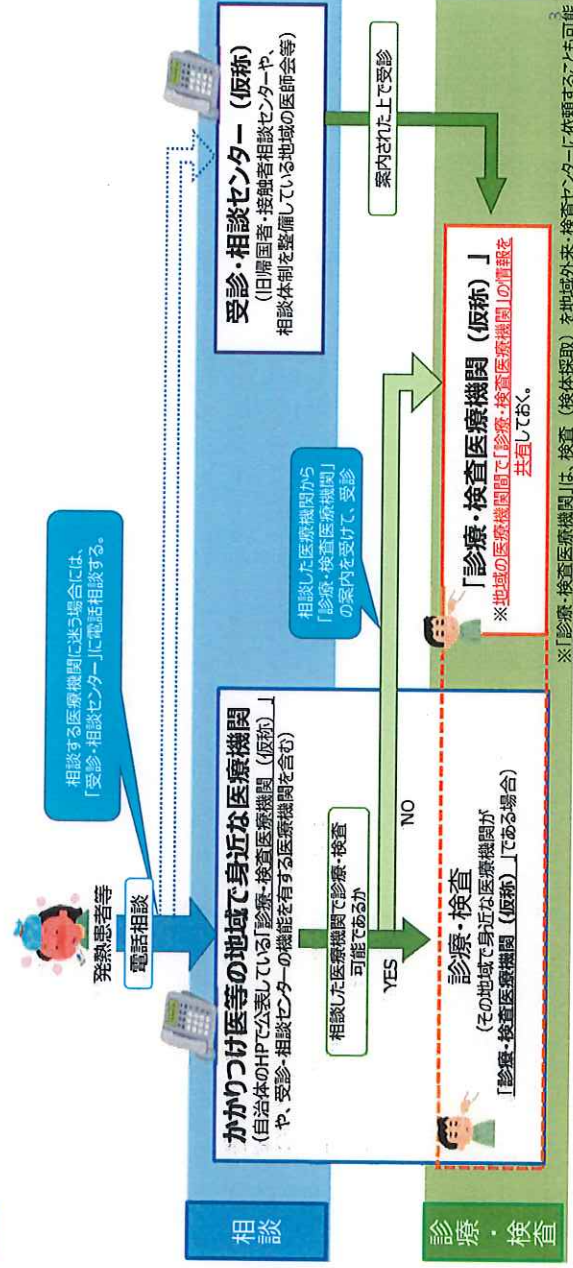 発熱患者等
電話相談
相談する医療機関に迷う場合には、
「受診・相談センター」に電話相談する。
相談
かかりつけ医等の地域で身近な医療機関
(自治体のHPで公表している「診療・検査医療機関（仮称）」
や、受診・相談センターの機能を有する医療機関を含む)
受診・相談センター（仮称）
(旧帰国者・接触者相談センターや、
相談体制を整備している地域の医師会等)
相談した医療機関で診療・検査
可能であるか
YES
NO
相談した医療機関から
「診療・検査医療機関」
の案内を受けて、受診
案内された上で受診
診療・検査
診療・検査
(その地域で身近な医療機関が
「診療・検査医療機関（仮称）」である場合)
「診療・検査医療機関（仮称）」
※地域の医療機関間で「診療・検査医療機関」の情報を
共有しておく。
※「診療・検査医療機関」は、検査（検体採取）を地域外来・検査センターに依頼することも可能
3